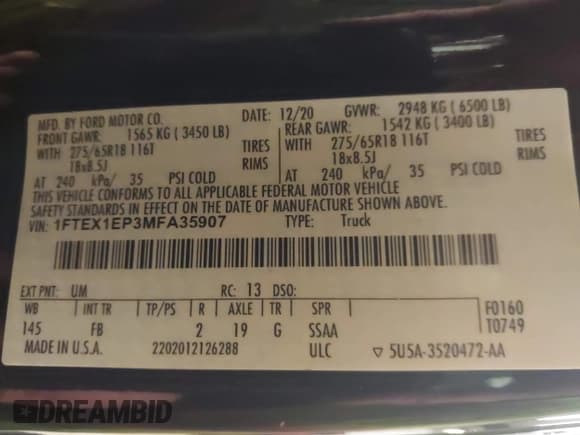 MFD. BY FORD MOTOR CO.
DATE: 12/20 GVWR: 2948 KG ( 6500 LB)
FRONT GAWR: 1565 KG ( 3450 LB)
REAR GAWR: 1542 KG ( 3400 LB)
WITH 275/65R18 116T TIRES
WITH 275/65R18 116T TIRES
18x8.5J RIMS
18x8.5J RIMS
AT 240 kPa/ 35 PSI COLD
AT 240 kPa/ 35 PSI COLD
THIS VEHICLE CONFORMS TO ALL APPLICABLE FEDERAL MOTOR VEHICLE
SAFETY STANDARDS IN EFFECT ON THE DATE OF MANUFACTURE SHOWN ABOVE.
VIN: 1FTEX1EP3MFA35907 TYPE: Truck
EXT PNT: UM RC: 13 DSO:
WB INT TR TP/PS R AXLE TR SPR F0160
145 FB 2 19 G SSAA T0749
MADE IN U.S.A. 2202012126288 ULC ▽ 5U5A-3520472-AA
DREAMBID